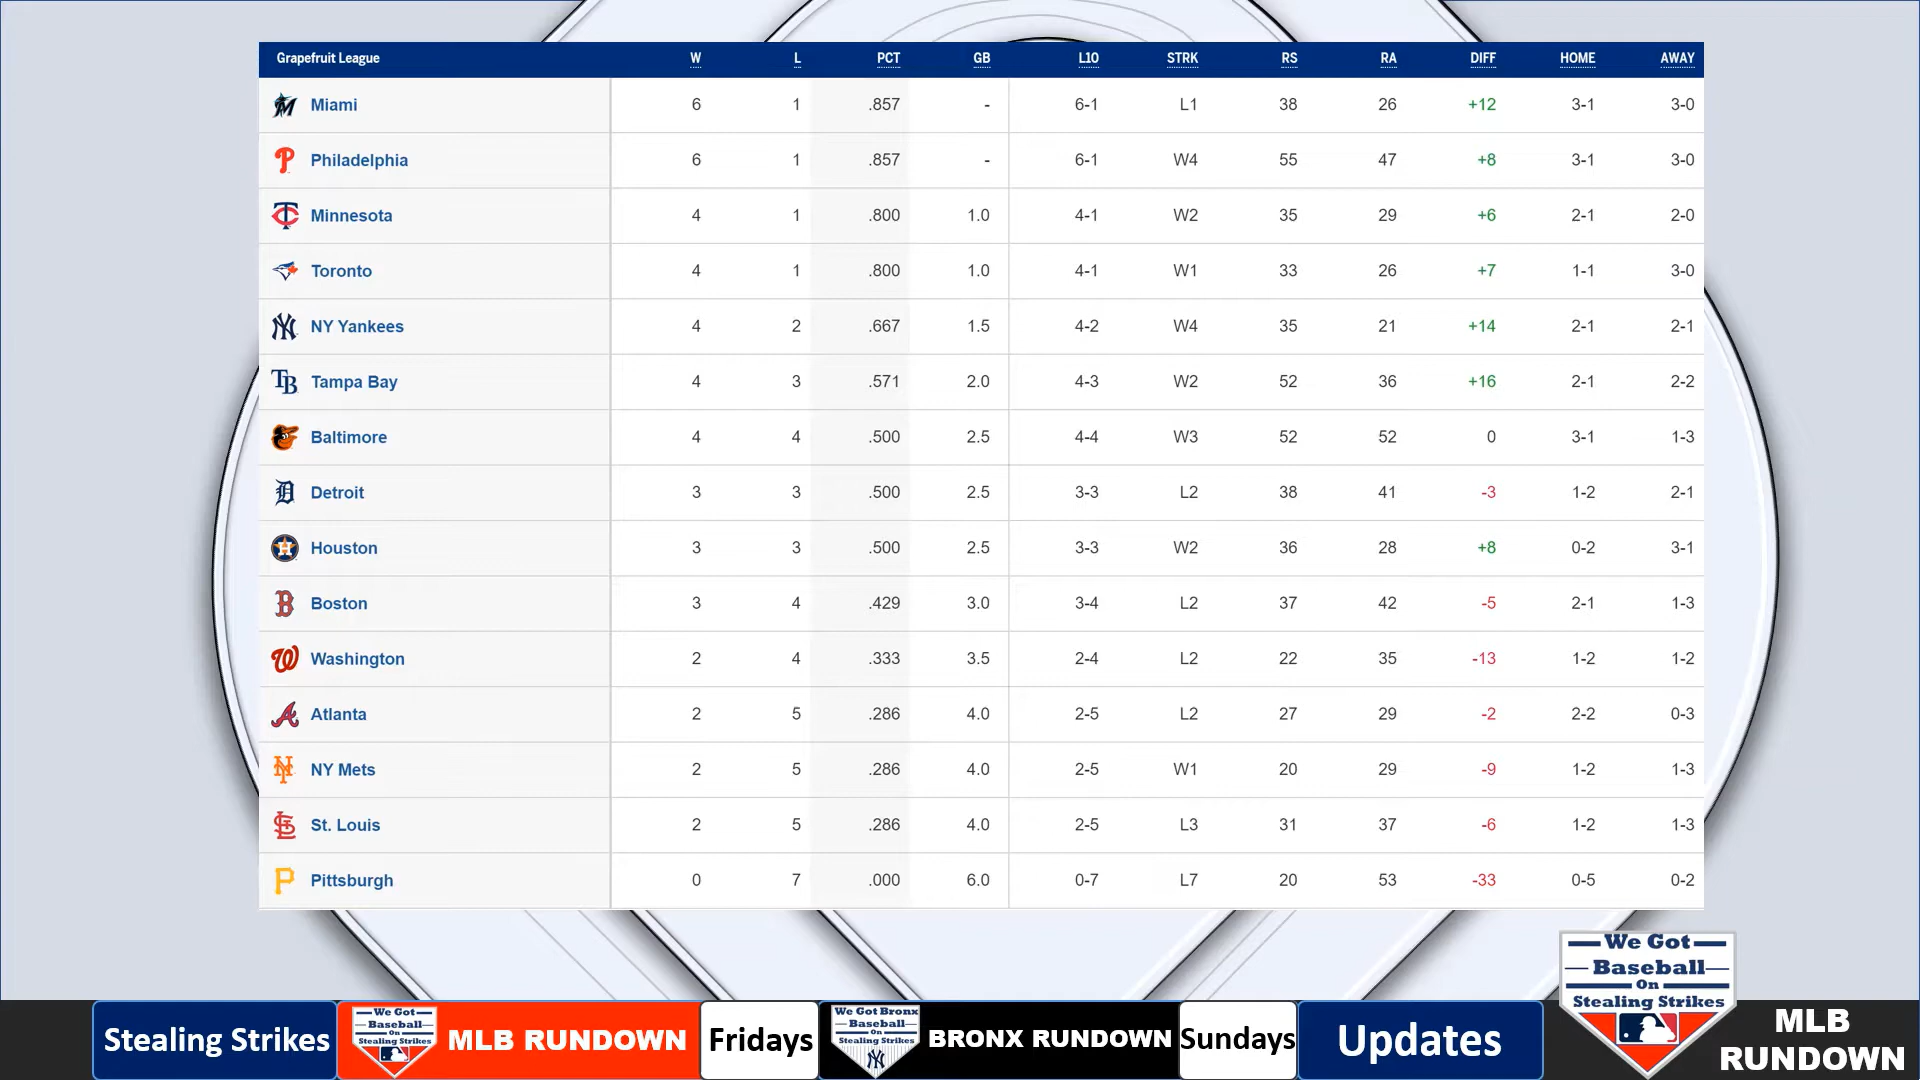 Grapefruit League W L PCT GB L10 STRK RS RA DIFF HOME AWAY
Miami 6 1 .857 - 6-1 L1 38 26 +12 3-1 3-0
Philadelphia 6 1 .857 - 6-1 W4 55 47 +8 3-1 3-0
Minnesota 4 1 .800 1.0 4-1 W2 35 29 +6 2-1 2-0
Toronto 4 1 .800 1.0 4-1 W1 33 26 +7 1-1 3-0
NY Yankees 4 2 .667 1.5 4-2 W4 35 21 +14 2-1 2-1
Tampa Bay 4 3 .571 2.0 4-3 W2 52 36 +16 2-1 2-2
Baltimore 4 4 .500 2.5 4-4 W3 52 52 0 3-1 1-3
Detroit 3 3 .500 2.5 3-3 L2 38 41 -3 1-2 2-1
Houston 3 3 .500 2.5 3-3 W2 36 28 +8 0-2 3-1
Boston 3 4 .429 3.0 3-4 L2 37 42 -5 2-1 1-3
Washington 2 4 .333 3.5 2-4 L2 22 35 -13 1-2 1-2
Atlanta 2 5 .286 4.0 2-5 L2 27 29 -2 2-2 0-3
NY Mets 2 5 .286 4.0 2-5 W1 20 29 -9 1-2 1-3
St. Louis 2 5 .286 4.0 2-5 L3 31 37 -6 1-2 1-3
Pittsburgh 0 7 .000 6.0 0-7 L7 20 53 -33 0-5 0-2
We Got
Baseball
On
Stealing Strikes
MLB
RUNDOWN
Stealing Strikes
We Got
Baseball
On
Stealing Strikes
MLB RUNDOWN
Fridays
We Got Bronx
Baseball
On
Stealing Strikes
BRONX RUNDOWN
Sundays
Updates